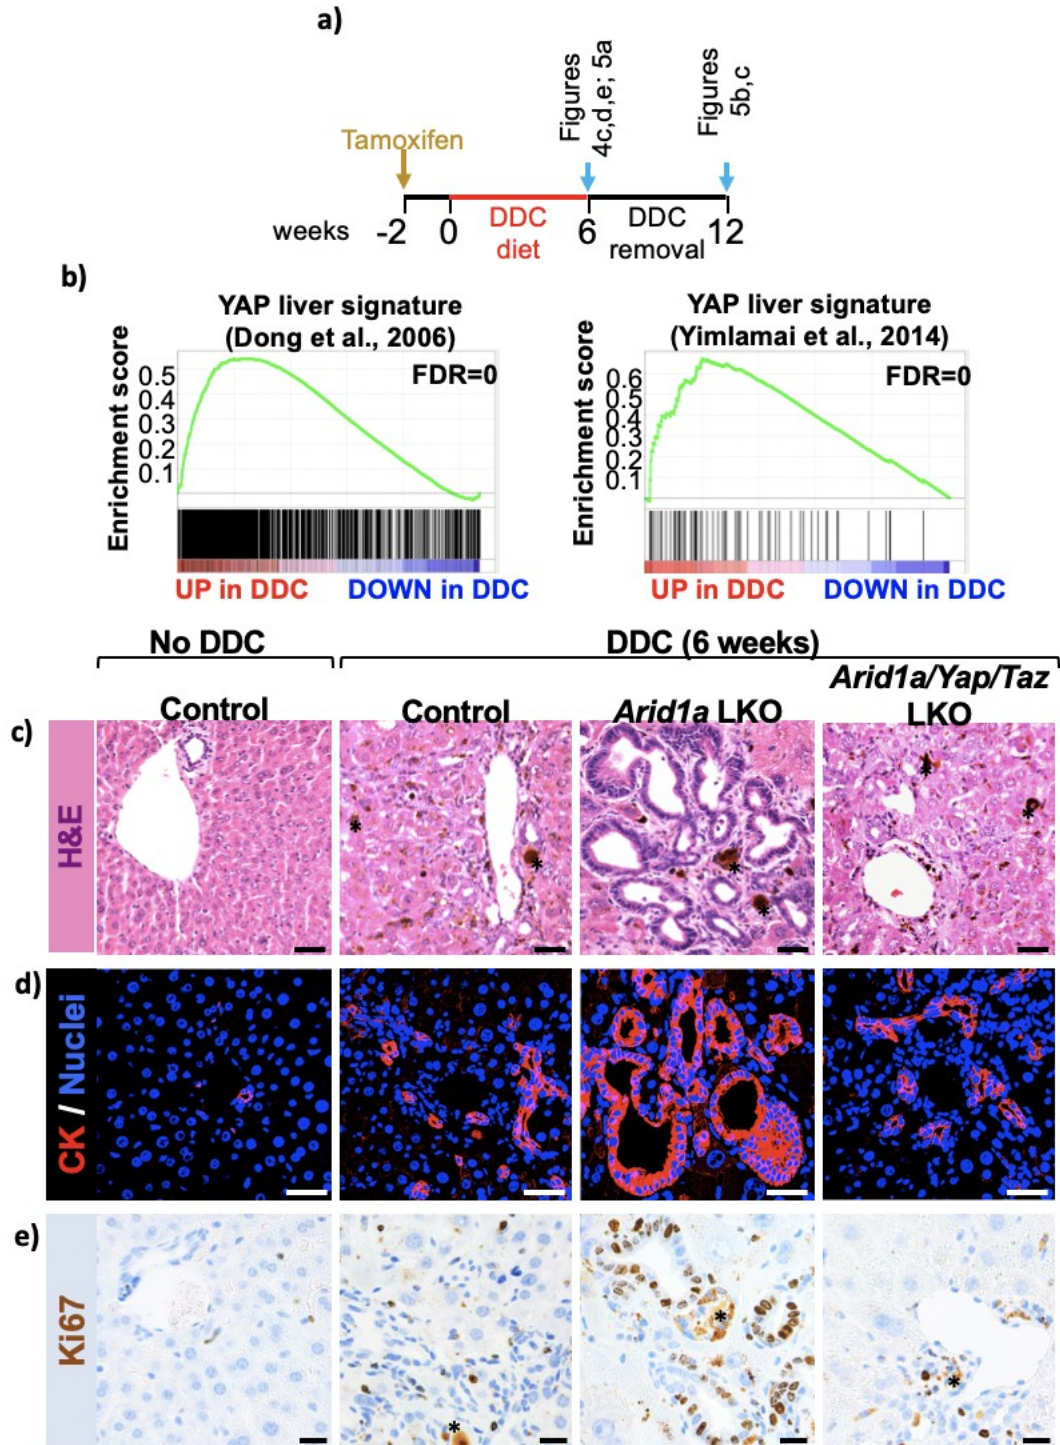 a)
Figures
4c,d,e; 5a
Figures
5b,c
Tamoxifen
weeks -2 0 DDC 6 DDC 12
diet removal
b)
YAP liver signature
(Dong et al., 2006)
FDR=0
Enrichment score
0.5
0.4
0.3
0.2
0.1
UP in DDC DOWN in DDC
YAP liver signature
(Yimlamai et al., 2014)
FDR=0
Enrichment score
0.6
0.5
0.4
0.3
0.2
0.1
UP in DDC DOWN in DDC
No DDC DDC (6 weeks)
Control Control Arid1a LKO Arid1a/Yap/Taz
LKO
c)
H&E
*
*
*
*
*
*
d)
CK / Nuclei
e)
Ki67
*
*
*